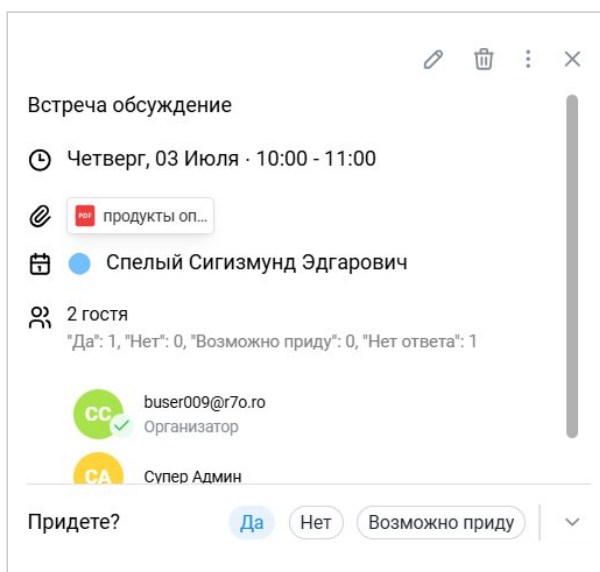 Встреча обсуждение
Четверг, 03 Июля · 10:00 - 11:00
PDF продукты оп...
Спелый Сигизмунд Эдгарович
2 гостя
"Да": 1, "Нет": 0, "Возможно приду": 0, "Нет ответа": 1
СС
buser009@r7o.ro
Организатор
СА
Супер Админ
Придете?
Да
Нет
Возможно приду